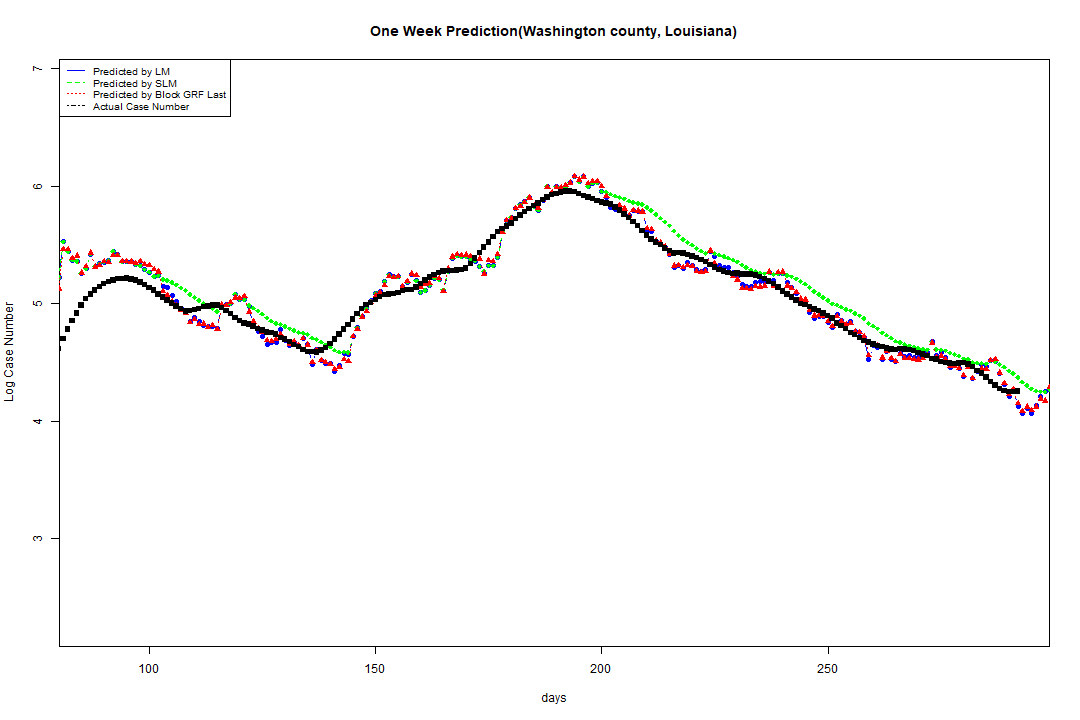 One Week Prediction(Washington county, Louisiana)
Predicted by LM
Predicted by SLM
Predicted by Block GRF Last
Actual Case Number
7
6
5
4
3
Log Case Number
100 150 200 250
days